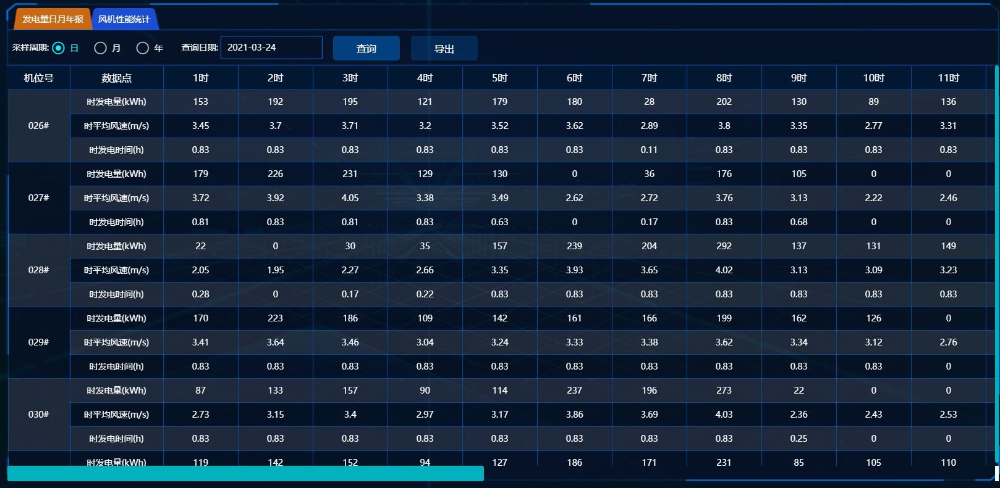 发电量日月年报 风机性能统计
采样周期: 日 月 年 查询日期: 2021-03-24 查询 导出
机位号 数据点 1时 2时 3时 4时 5时 6时 7时 8时 9时 10时 11时
时发电量(kWh) 153 192 195 121 179 180 28 202 130 89 136
026# 时平均风速(m/s) 3.45 3.7 3.71 3.2 3.52 3.62 2.89 3.8 3.35 2.77 3.31
时发电时间(h) 0.83 0.83 0.83 0.83 0.83 0.83 0.11 0.83 0.83 0.83 0.83
时发电量(kWh) 179 226 231 129 130 0 36 176 105 0 0
027# 时平均风速(m/s) 3.72 3.92 4.05 3.38 3.49 2.62 2.72 3.76 3.13 2.22 2.46
时发电时间(h) 0.81 0.83 0.81 0.83 0.63 0 0.17 0.83 0.68 0 0
时发电量(kWh) 22 0 30 35 157 239 204 292 137 131 149
028# 时平均风速(m/s) 2.05 1.95 2.27 2.66 3.35 3.93 3.65 4.02 3.13 3.09 3.23
时发电时间(h) 0.28 0 0.17 0.22 0.83 0.83 0.83 0.83 0.83 0.83 0.83
时发电量(kWh) 170 223 186 109 142 161 166 199 162 126 0
029# 时平均风速(m/s) 3.41 3.64 3.46 3.04 3.24 3.33 3.38 3.62 3.34 3.12 2.76
时发电时间(h) 0.83 0.83 0.83 0.83 0.83 0.83 0.83 0.83 0.83 0.83 0
时发电量(kWh) 87 133 157 90 114 237 196 273 22 0 0
030# 时平均风速(m/s) 2.73 3.15 3.4 2.97 3.17 3.86 3.69 4.03 2.36 2.43 2.53
时发电时间(h) 0.83 0.83 0.83 0.83 0.83 0.83 0.83 0.83 0.25 0 0
时发电量(kWh) 119 142 152 94 127 186 171 231 85 105 110